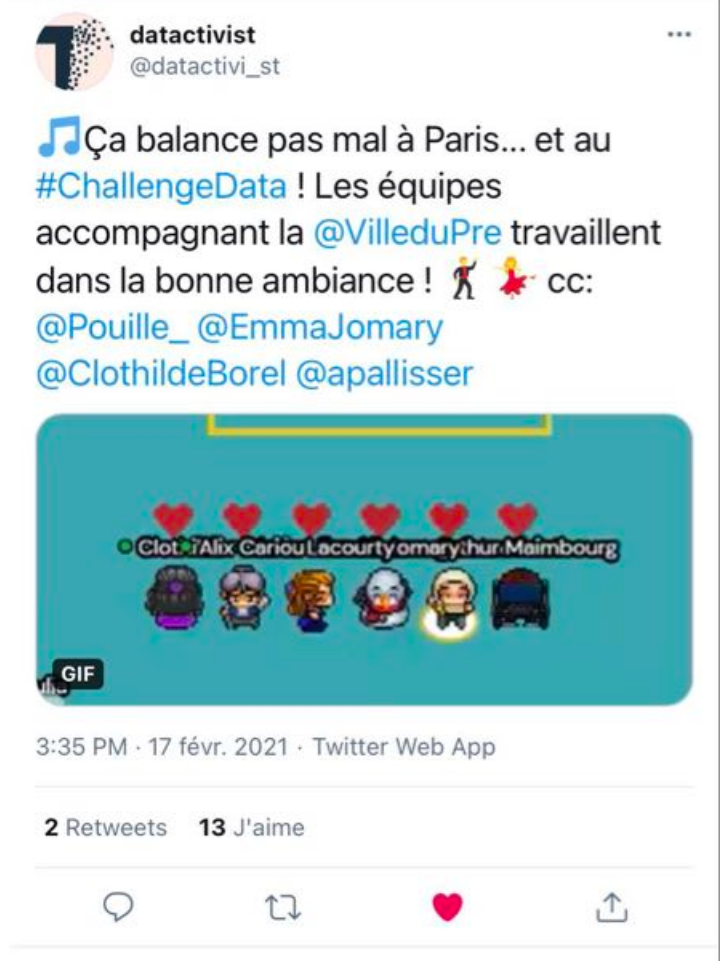 datactivist
@datactivi_st
🎵Ça balance pas mal à Paris... et au
#ChallengeData ! Les équipes
accompagnant la @VilleduPre travaillent
dans la bonne ambiance ! 🕺 💃 cc:
@Pouille_ @EmmaJomary
@ClothildeBorel @apallisser
Clot Alix Cariou Lacourty omary thur Maimbourg
GIF
3:35 PM · 17 févr. 2021 · Twitter Web App
2 Retweets 13 J'aime